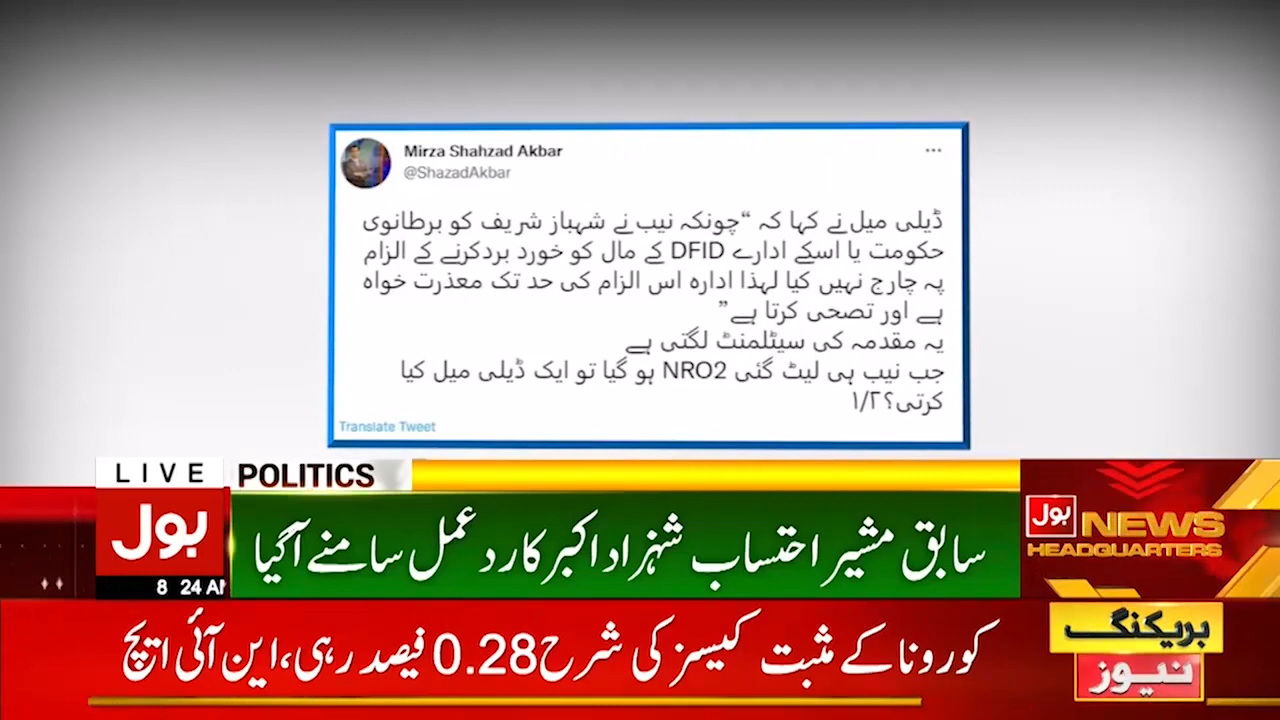 Mirza Shahzad Akbar
@ShazadAkbar
ڈیلی میل نے کہا کہ “چونکہ نیب نے شہباز شریف کو برطانوی
حکومت یا اسکے ادارے DFID کے مال کو خورد بردکرنے کے الزام
پہ چارج نہیں کیا لہذا ادارہ اس الزام کی حد تک معذرت خواہ
ہے اور تصحی کرتا ہے”
یہ مقدمہ کی سیٹلمنٹ لگتی ہے
جب نیب ہی لیٹ گئی NRO2 ہو گیا تو ایک ڈیلی میل کیا
کرتی؟۱/۲
Translate Tweet
LIVE
POLITICS
بول
8 24 AM
سابق مشیر احتساب شہزاد اکبر کا رد عمل سامنے آگیا
بول NEWS
HEADQUARTERS
کورونا کے مثبت کیسز کی شرح 0.28 فیصد رہی، این آئی ایچ
بریکنگ
نیوز